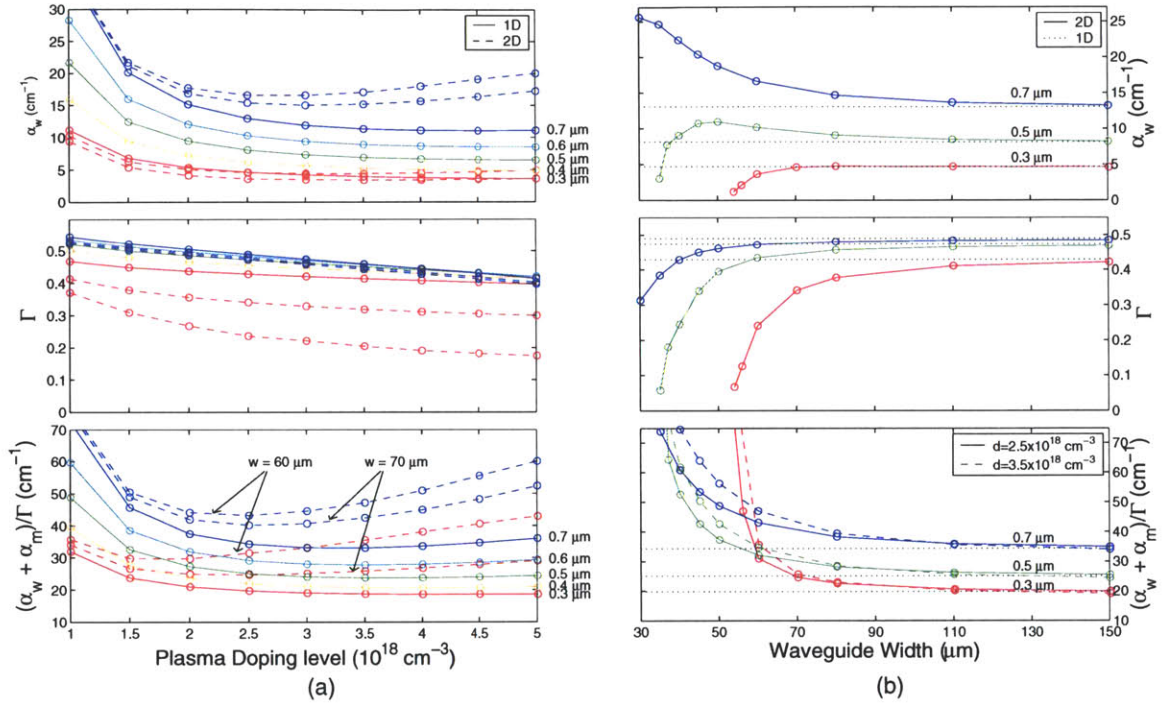 30
25
20
15
10
5
0
α_w (cm⁻¹)
1D
2D
0.7 μm
0.6 μm
0.5 μm
0.4 μm
0.3 μm
0.5
0.4
0.3
0.2
0.1
0
Γ
70
60
50
40
30
20
10
(α_w + α_m)/Γ (cm⁻¹)
w = 60 μm
w = 70 μm
0.7 μm
0.6 μm
0.5 μm
0.4 μm
0.3 μm
1 1.5 2 2.5 3 3.5 4 4.5 5
Plasma Doping level (10¹⁸ cm⁻³)
(a)
2D
1D
25
20
15
10
5
0
α_w (cm⁻¹)
0.7 μm
0.5 μm
0.3 μm
0.5
0.4
0.3
0.2
0.1
0
Γ
d=2.5x10¹⁸ cm⁻³
d=3.5x10¹⁸ cm⁻³
70
60
50
40
30
20
10
(α_w + α_m)/Γ (cm⁻¹)
0.7 μm
0.5 μm
0.3 μm
30 50 70 90 110 130 150
Waveguide Width (μm)
(b)